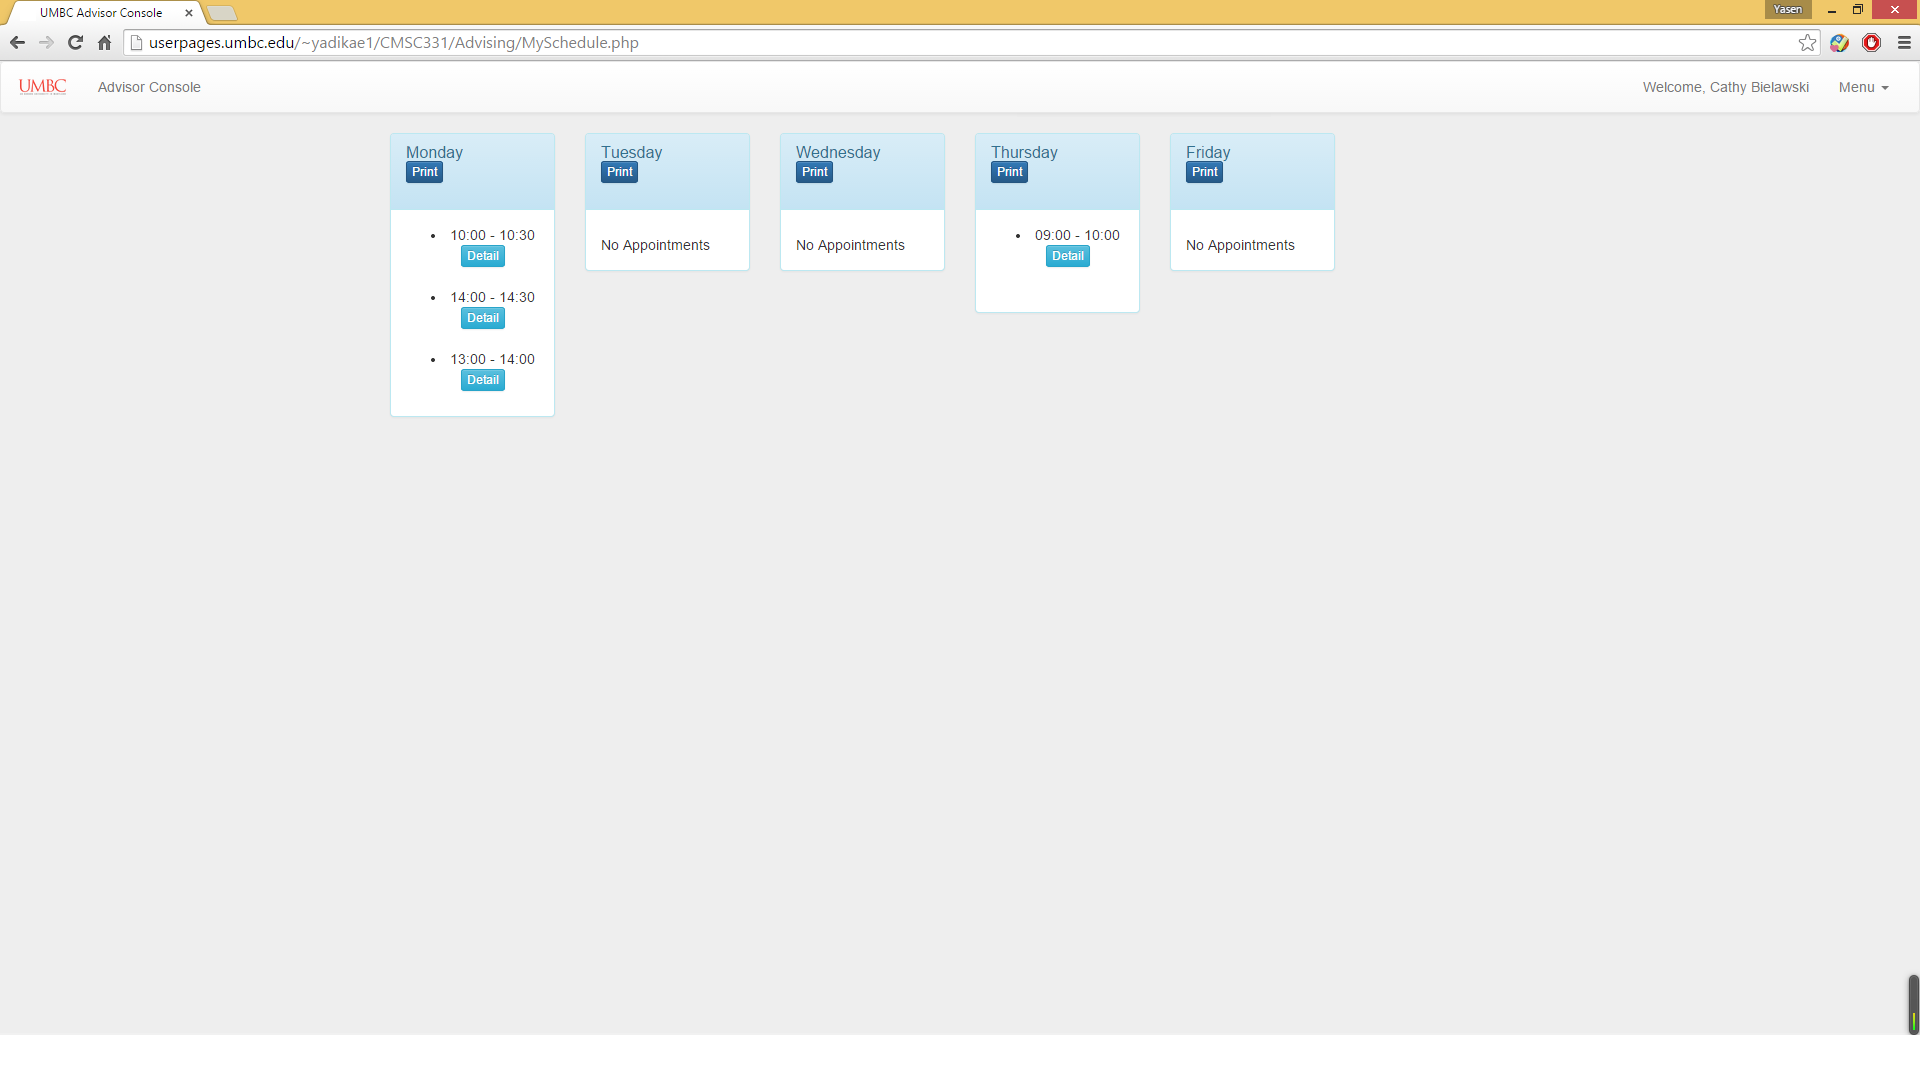 UMBC Advisor Console
Yasen
userpages.umbc.edu/~yadikae1/CMSC331/Advising/MySchedule.php
UMBC
Advisor Console
Welcome, Cathy Bielawski
Menu
Monday
Print
10:00 - 10:30
Detail
14:00 - 14:30
Detail
13:00 - 14:00
Detail
Tuesday
Print
No Appointments
Wednesday
Print
No Appointments
Thursday
Print
09:00 - 10:00
Detail
Friday
Print
No Appointments